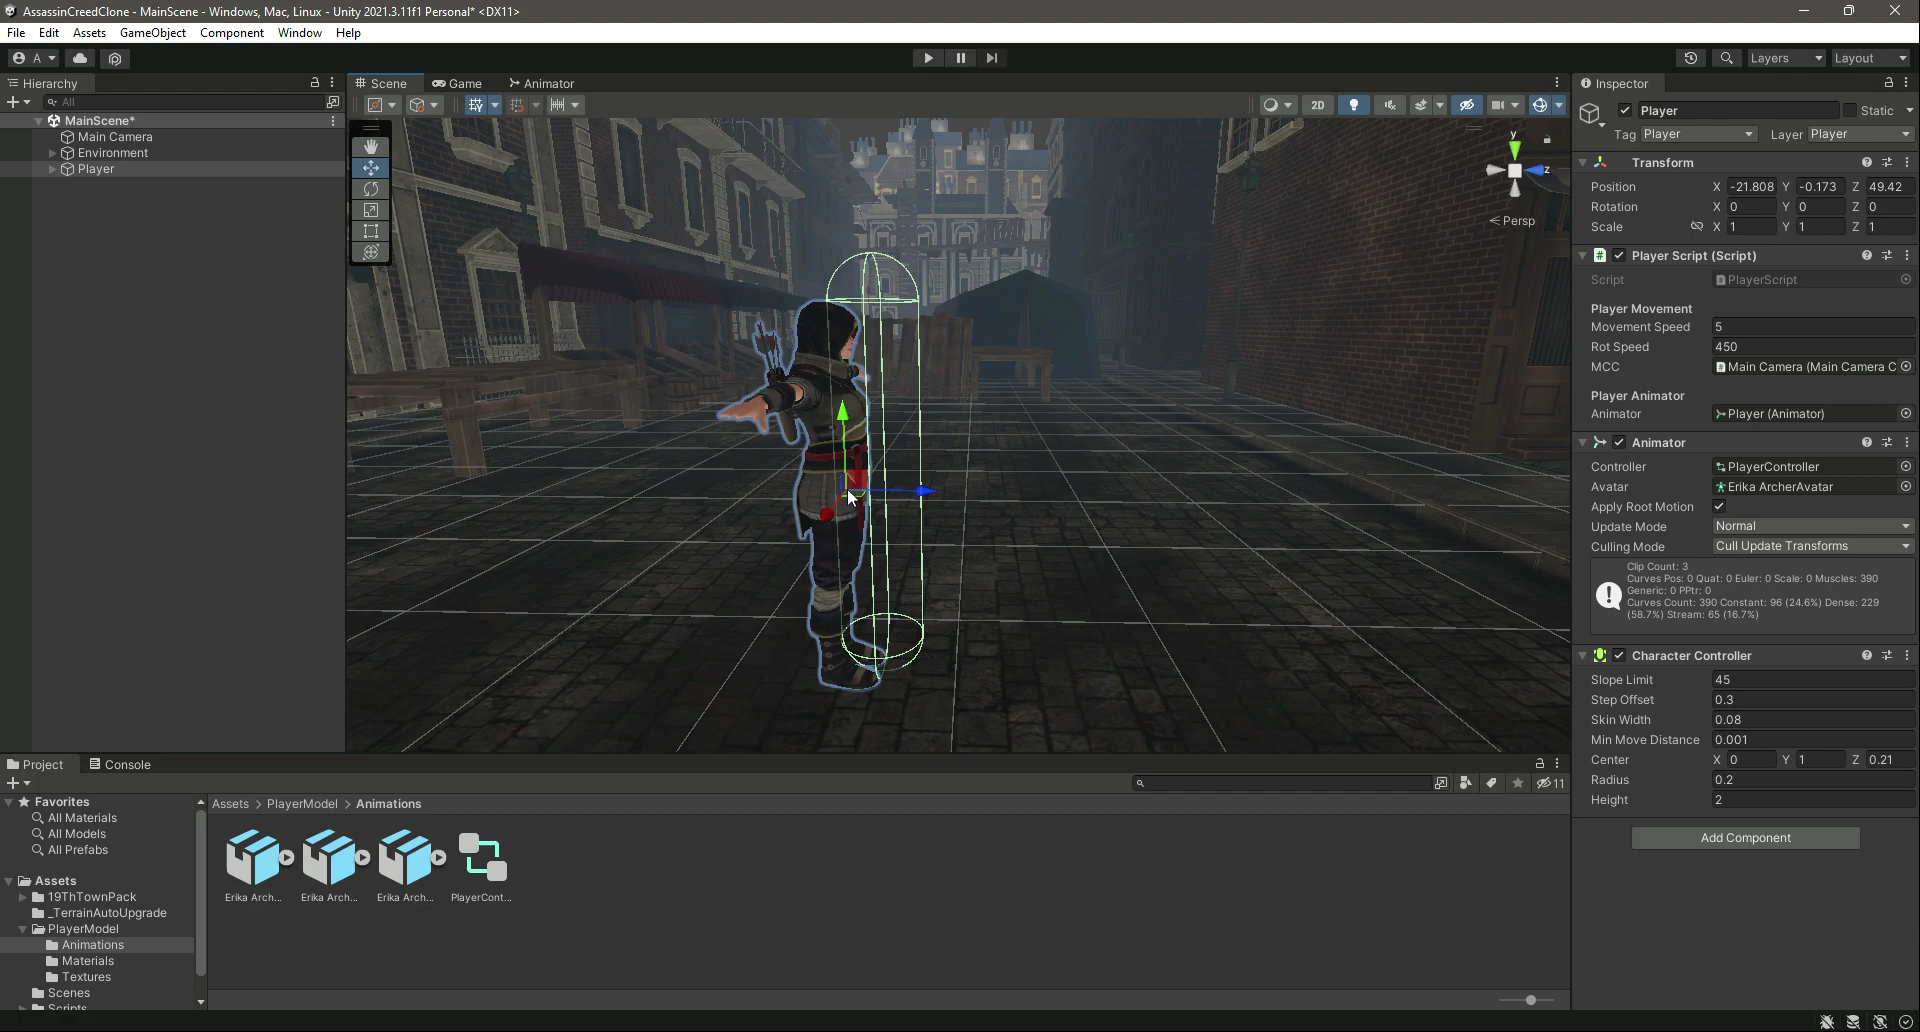 AssassinCreedClone - MainScene - Windows, Mac, Linux - Unity 2021.3.11f1 Personal* <DX11>
File Edit Assets GameObject Component Window Help
A
Layers
Layout
Hierarchy
All
MainScene*
Main Camera
Environment
Player
Scene
Game
Animator
2D
y
z
Persp
Inspector
Player
Static
Tag Player
Layer Player
Transform
Position X -21.808 Y -0.173 Z 49.42
Rotation X 0 Y 0 Z 0
Scale X 1 Y 1 Z 1
Player Script (Script)
Script PlayerScript
Player Movement
Movement Speed 5
Rot Speed 450
MCC Main Camera (Main Camera C
Player Animator
Animator Player (Animator)
Animator
Controller PlayerController
Avatar Erika ArcherAvatar
Apply Root Motion
Update Mode Normal
Culling Mode Cull Update Transforms
Clip Count: 3
Curves Pos: 0 Quat: 0 Euler: 0 Scale: 0 Muscles: 390
Generic: 0 PPtr: 0
Curves Count: 390 Constant: 96 (24.6%) Dense: 229
(58.7%) Stream: 65 (16.7%)
Character Controller
Slope Limit 45
Step Offset 0.3
Skin Width 0.08
Min Move Distance 0.001
Center X 0 Y 1 Z 0.21
Radius 0.2
Height 2
Add Component
Project
Console
11
Favorites
All Materials
All Models
All Prefabs
Assets
19ThTownPack
_TerrainAutoUpgrade
PlayerModel
Animations
Materials
Textures
Scenes
Scripts
Assets > PlayerModel > Animations
Erika Arch...
Erika Arch...
Erika Arch...
PlayerCont...